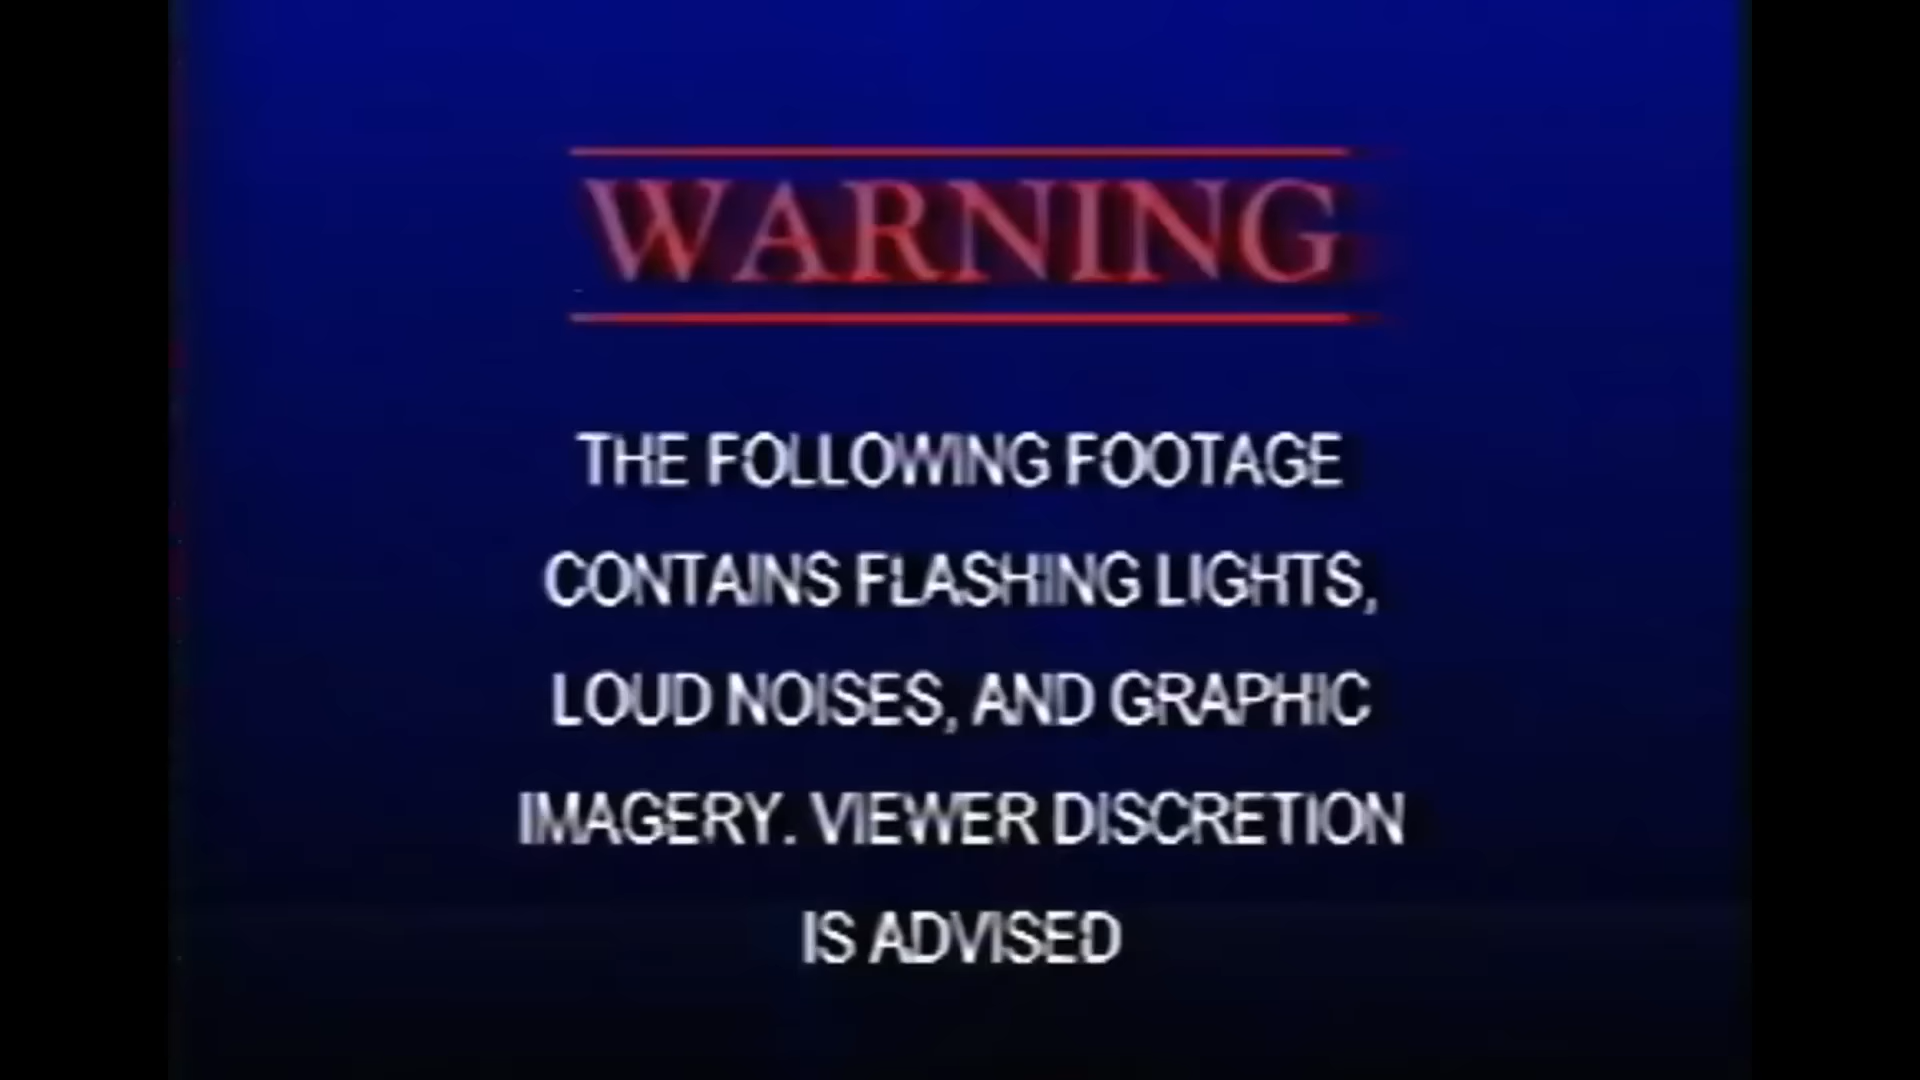 WARNING
THE FOLLOWING FOOTAGE
CONTAINS FLASHING LIGHTS,
LOUD NOISES, AND GRAPHIC
IMAGERY. VIEWER DISCRETION
IS ADVISED